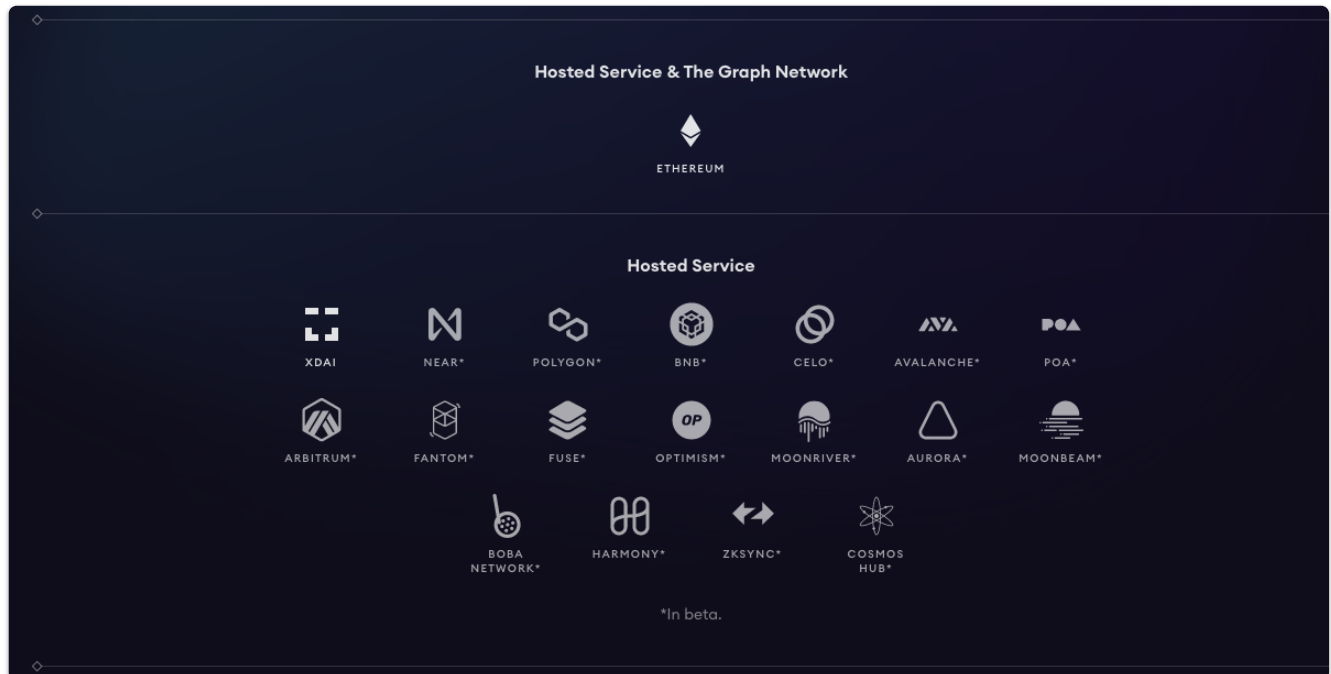 Hosted Service & The Graph Network
ETHEREUM
Hosted Service
XDAI NEAR* POLYGON* BNB* CELO* AVALANCHE* POA*
ARBITRUM* FANTOM* FUSE* OP OPTIMISM* MOONRIVER* AURORA* MOONBEAM*
BOBA NETWORK* HARMONY* ZKSYNC* COSMOS HUB*
*In beta.